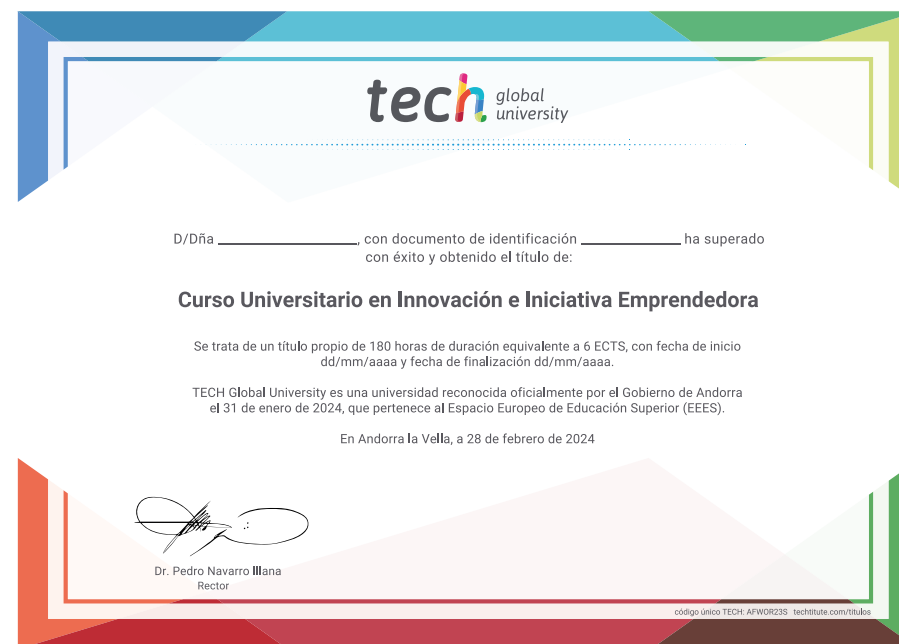 tech global university
D/Dña ______________, con documento de identificación __________ ha superado
con éxito y obtenido el título de:
Curso Universitario en Innovación e Iniciativa Emprendedora
Se trata de un título propio de 180 horas de duración equivalente a 6 ECTS, con fecha de inicio
dd/mm/aaaa y fecha de finalización dd/mm/aaaa.
TECH Global University es una universidad reconocida oficialmente por el Gobierno de Andorra
el 31 de enero de 2024, que pertenece al Espacio Europeo de Educación Superior (EEES).
En Andorra la Vella, a 28 de febrero de 2024
Dr. Pedro Navarro Illana
Rector
código único TECH: AFWOR23S techtitute.com/titulos